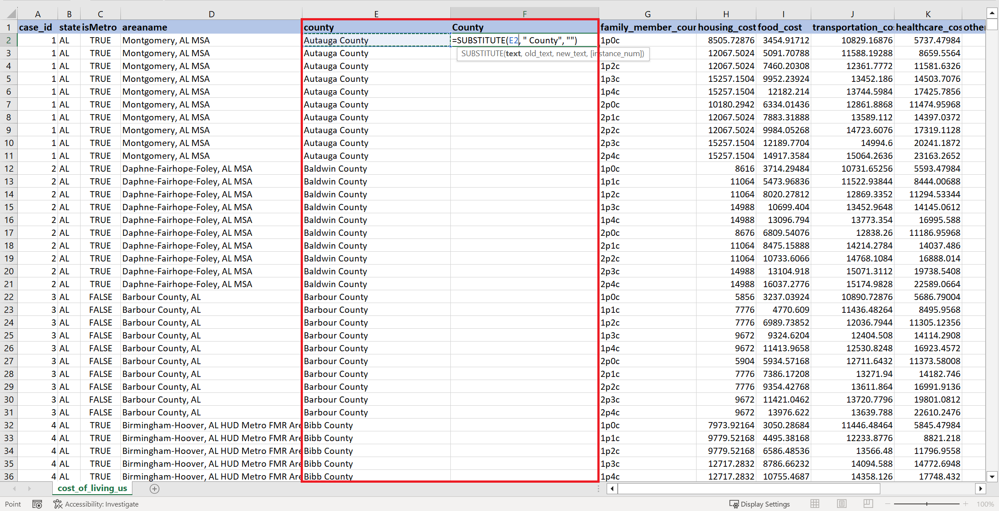 A B C D E F G H I J K
1 case_id state isMetro areaname county County family_member_cour housing_cost food_cost transportation_co healthcare_cos other
2 1 AL TRUE Montgomery, AL MSA Autauga County =SUBSTITUTE(E2, " County", "") 1p0c 8505.72876 3454.91712 10829.16876 5737.47984
3 1 AL TRUE Montgomery, AL MSA Autauga County SUBSTITUTE(text, old_text, new_text, [instance_num]) 12067.5024 5091.70788 11588.19288 8659.5564
4 1 AL TRUE Montgomery, AL MSA Autauga County 1p2c 12067.5024 7460.20308 12361.7772 11581.6326
5 1 AL TRUE Montgomery, AL MSA Autauga County 1p3c 15257.1504 9952.23924 13452.186 14503.7076
6 1 AL TRUE Montgomery, AL MSA Autauga County 1p4c 15257.1504 12182.214 13744.5984 17425.7856
7 1 AL TRUE Montgomery, AL MSA Autauga County 2p0c 10180.2942 6334.01436 12861.8868 11474.95968
8 1 AL TRUE Montgomery, AL MSA Autauga County 2p1c 12067.5024 7883.31888 13589.112 14397.0372
9 1 AL TRUE Montgomery, AL MSA Autauga County 2p2c 12067.5024 9984.05268 14723.6076 17319.1128
10 1 AL TRUE Montgomery, AL MSA Autauga County 2p3c 15257.1504 12189.7704 14994.6 20241.1872
11 1 AL TRUE Montgomery, AL MSA Autauga County 2p4c 15257.1504 14917.3584 15064.2636 23163.2652
12 2 AL TRUE Daphne-Fairhope-Foley, AL MSA Baldwin County 1p0c 8616 3714.29484 10731.65256 5593.47984
13 2 AL TRUE Daphne-Fairhope-Foley, AL MSA Baldwin County 1p1c 11064 5473.96836 11522.93844 8444.00688
14 2 AL TRUE Daphne-Fairhope-Foley, AL MSA Baldwin County 1p2c 11064 8020.27812 12869.3352 11294.53344
15 2 AL TRUE Daphne-Fairhope-Foley, AL MSA Baldwin County 1p3c 14988 10699.404 13452.9648 14145.0612
16 2 AL TRUE Daphne-Fairhope-Foley, AL MSA Baldwin County 1p4c 14988 13096.794 13773.354 16995.588
17 2 AL TRUE Daphne-Fairhope-Foley, AL MSA Baldwin County 2p0c 8676 6809.54076 12838.26 11186.95968
18 2 AL TRUE Daphne-Fairhope-Foley, AL MSA Baldwin County 2p1c 11064 8475.15888 14214.2784 14037.486
19 2 AL TRUE Daphne-Fairhope-Foley, AL MSA Baldwin County 2p2c 11064 10733.6066 14768.1084 16888.014
20 2 AL TRUE Daphne-Fairhope-Foley, AL MSA Baldwin County 2p3c 14988 13104.918 15071.3112 19738.5408
21 2 AL TRUE Daphne-Fairhope-Foley, AL MSA Baldwin County 2p4c 14988 16037.2776 15174.9828 22589.0664
22 3 AL FALSE Barbour County, AL Barbour County 1p0c 5856 3237.03924 10890.72876 5686.79004
23 3 AL FALSE Barbour County, AL Barbour County 1p1c 7776 4770.609 11436.48264 8495.9568
24 3 AL FALSE Barbour County, AL Barbour County 1p2c 7776 6989.73852 12036.7944 11305.12356
25 3 AL FALSE Barbour County, AL Barbour County 1p3c 9672 9324.6204 12404.508 14114.2908
26 3 AL FALSE Barbour County, AL Barbour County 1p4c 9672 11413.9658 12530.8248 16923.4572
27 3 AL FALSE Barbour County, AL Barbour County 2p0c 5904 5934.57168 12711.6432 11373.58008
28 3 AL FALSE Barbour County, AL Barbour County 2p1c 7776 7386.17208 13271.94 14182.746
29 3 AL FALSE Barbour County, AL Barbour County 2p2c 7776 9354.42768 13611.864 16991.9136
30 3 AL FALSE Barbour County, AL Barbour County 2p3c 9672 11421.0462 13720.7796 19801.0812
31 3 AL FALSE Barbour County, AL Barbour County 2p4c 9672 13976.622 13639.788 22610.2476
32 4 AL TRUE Birmingham-Hoover, AL HUD Metro FMR Are Bibb County 1p0c 7973.92164 3050.28684 11446.48464 5845.47984
33 4 AL TRUE Birmingham-Hoover, AL HUD Metro FMR Are Bibb County 1p1c 9779.52168 4495.38168 12233.8776 8821.218
34 4 AL TRUE Birmingham-Hoover, AL HUD Metro FMR Are Bibb County 1p2c 9779.52168 6586.48536 13566.48 11796.9558
35 4 AL TRUE Birmingham-Hoover, AL HUD Metro FMR Are Bibb County 1p3c 12717.2832 8786.66232 14094.588 14772.6948
36 4 AL TRUE Birmingham-Hoover, AL HUD Metro FMR Are Bibb County 1p4c 12717.2832 10755.4687 14358.126 17748.432
cost_of_living_us
Point Accessibility: Investigate Display Settings 100%